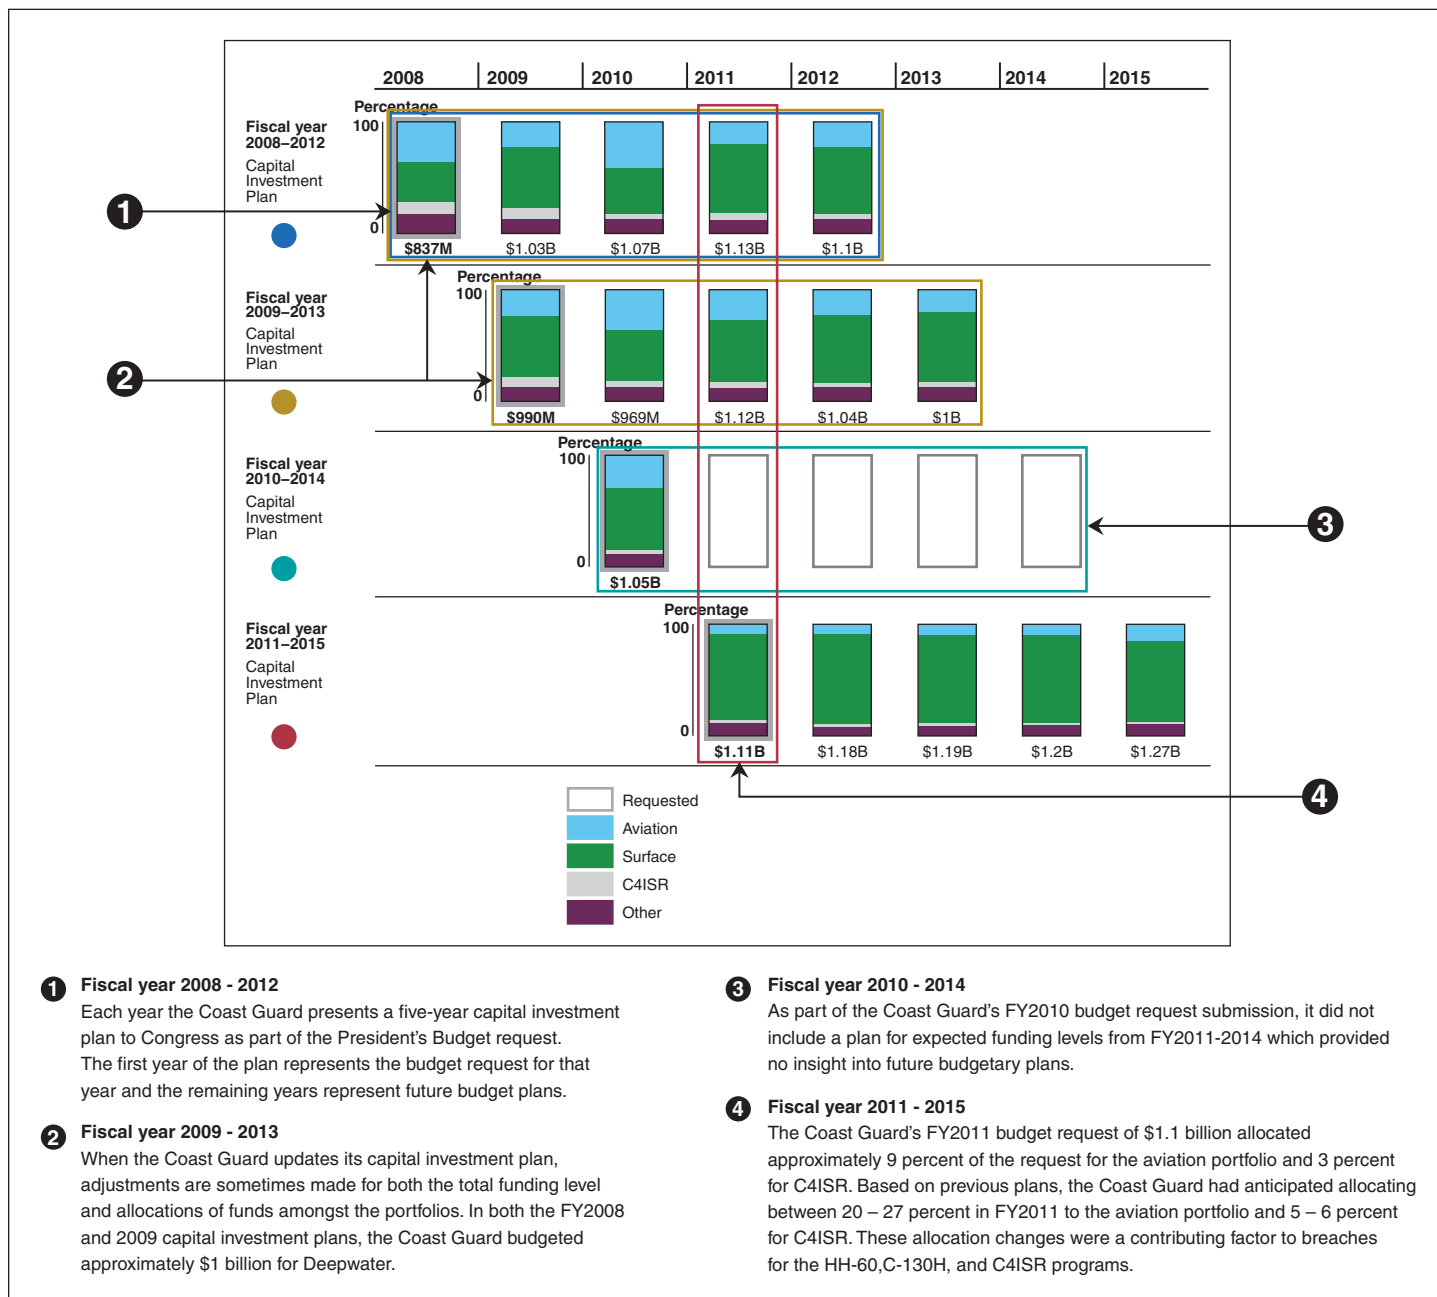 2008 2009 2010 2011 2012 2013 2014 2015
Percentage
100
0
Fiscal year
2008–2012
Capital
Investment
Plan
$837M $1.03B $1.07B $1.13B $1.1B
1
Percentage
100
0
Fiscal year
2009–2013
Capital
Investment
Plan
$990M $969M $1.12B $1.04B $1B
2
Percentage
100
0
Fiscal year
2010–2014
Capital
Investment
Plan
$1.05B
3
Percentage
100
0
Fiscal year
2011–2015
Capital
Investment
Plan
$1.11B $1.18B $1.19B $1.2B $1.27B
4
Requested
Aviation
Surface
C4ISR
Other
1 Fiscal year 2008 - 2012
Each year the Coast Guard presents a five-year capital investment
plan to Congress as part of the President's Budget request.
The first year of the plan represents the budget request for that
year and the remaining years represent future budget plans.
2 Fiscal year 2009 - 2013
When the Coast Guard updates its capital investment plan,
adjustments are sometimes made for both the total funding level
and allocations of funds amongst the portfolios. In both the FY2008
and 2009 capital investment plans, the Coast Guard budgeted
approximately $1 billion for Deepwater.
3 Fiscal year 2010 - 2014
As part of the Coast Guard's FY2010 budget request submission, it did not
include a plan for expected funding levels from FY2011-2014 which provided
no insight into future budgetary plans.
4 Fiscal year 2011 - 2015
The Coast Guard's FY2011 budget request of $1.1 billion allocated
approximately 9 percent of the request for the aviation portfolio and 3 percent
for C4ISR. Based on previous plans, the Coast Guard had anticipated allocating
between 20 – 27 percent in FY2011 to the aviation portfolio and 5 – 6 percent
for C4ISR. These allocation changes were a contributing factor to breaches
for the HH-60,C-130H, and C4ISR programs.